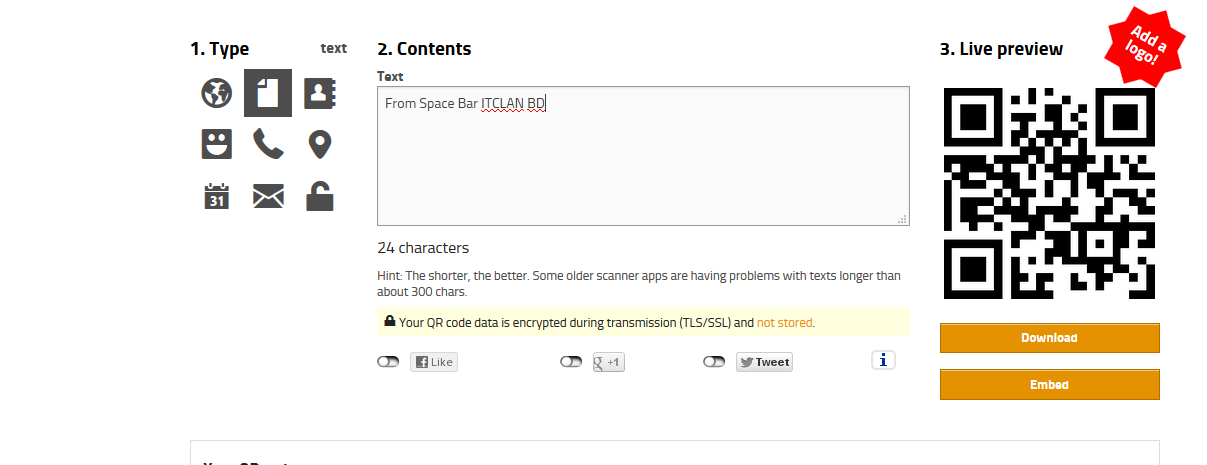 1. Type
text
31
2. Contents
Text
From Space Bar ITCLAN BD
24 characters
Hint: The shorter, the better. Some older scanner apps are having problems with texts longer than
about 300 chars.
Your QR code data is encrypted during transmission (TLS/SSL) and not stored.
Like
g +1
Tweet
i
3. Live preview
Add a
logo!
Download
Embed